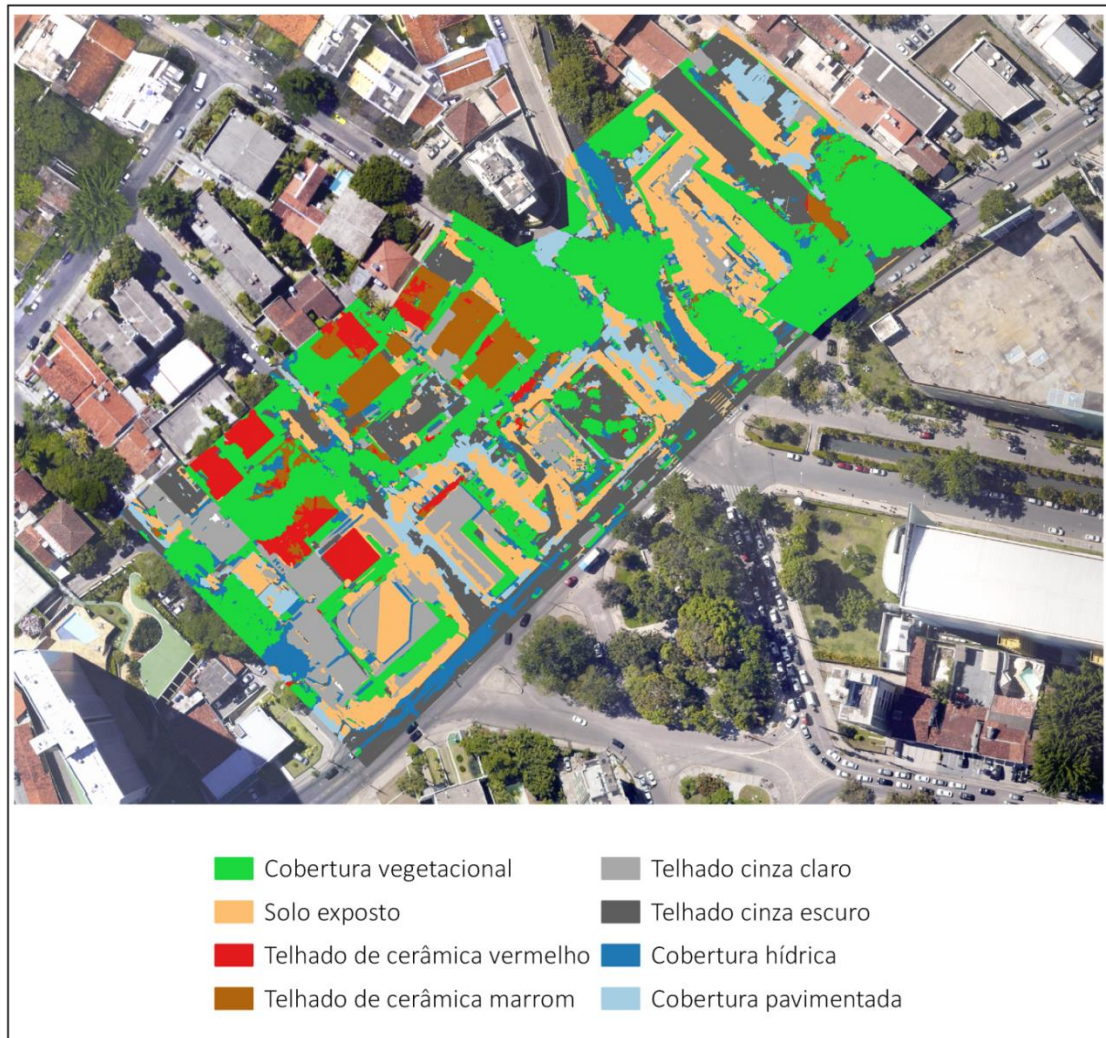 Cobertura vegetacional
Solo exposto
Telhado de cerâmica vermelho
Telhado de cerâmica marrom
Telhado cinza claro
Telhado cinza escuro
Cobertura hídrica
Cobertura pavimentada